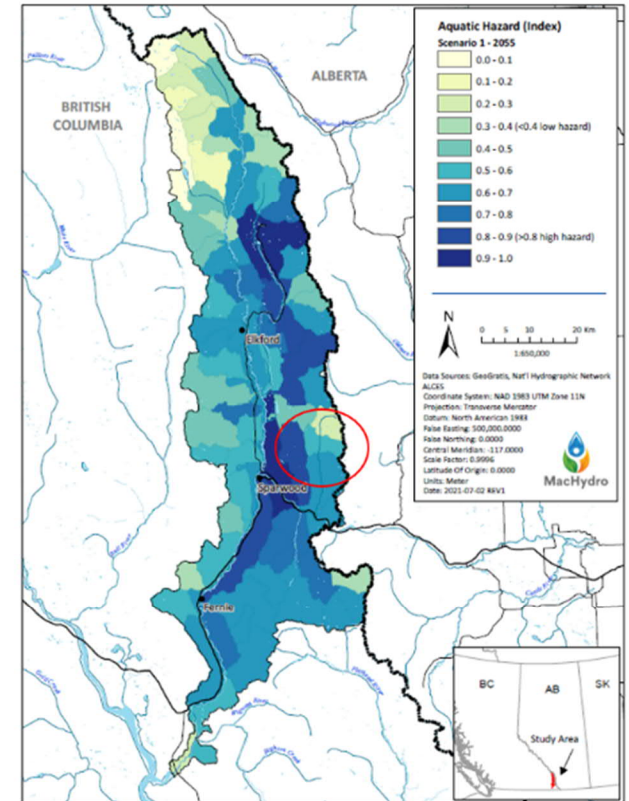 Aquatic Hazard (Index)
Scenario 1 - 2055
0.0 - 0.1
0.1 - 0.2
0.2 - 0.3
0.3 - 0.4 (<0.4 low hazard)
0.4 - 0.5
0.5 - 0.6
0.6 - 0.7
0.7 - 0.8
0.8 - 0.9 (>0.8 high hazard)
0.9 - 1.0
N
0 5 10 20 Km
1:650,000
Data Sources: GeoGratis, Nat'l Hydrographic Network
ALCES
Coordinate System: NAD 1983 UTM Zone 11N
Projection: Transverse Mercator
Datum: North American 1983
False Easting: 500,000.0000
False Northing: 0.0000
Central Meridian: -117.0000
Scale Factor: 0.9996
Latitude Of Origin: 0.0000
Units: Meter
Date: 2021-07-02 REV1
MacHydro
ALBERTA
BRITISH
COLUMBIA
Elkford
Sparwood
Fernie
BC
AB
SK
Study Area